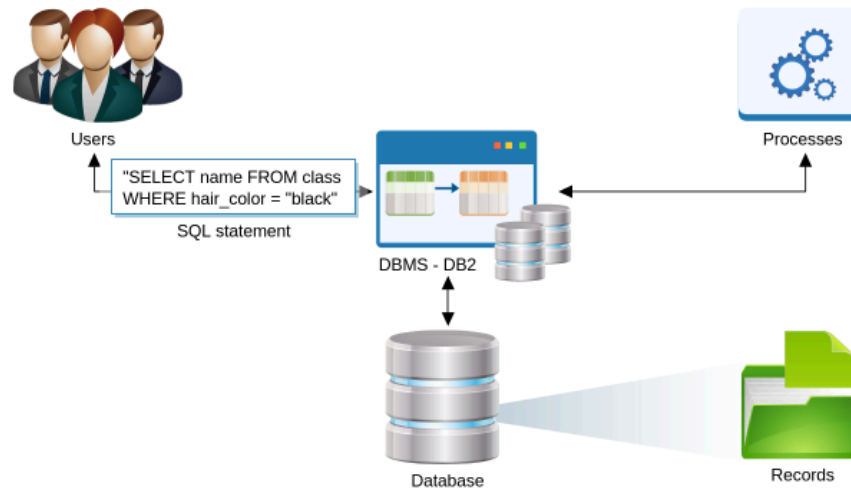 Users
Processes
"SELECT name FROM class
WHERE hair_color = "black"
SQL statement
DBMS - DB2
Database
Records